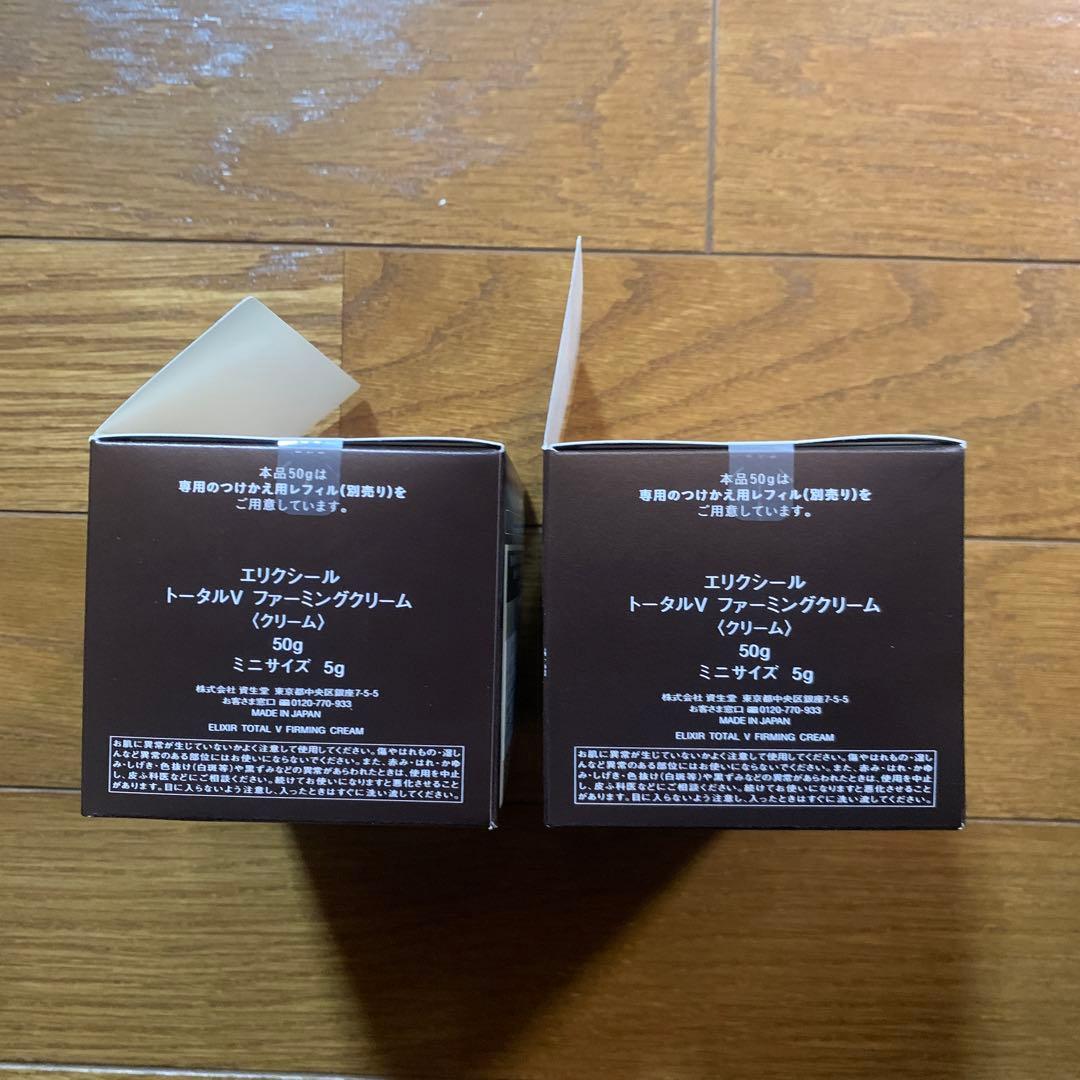 本品50gは
専用のつけかえ用レフィル(別売り)を
ご用意しています。
エリクシール
トータルV ファーミングクリーム
〈クリーム〉
50g
ミニサイズ 5g
株式会社 資生堂 東京都中央区銀座7-5-5
お客さま窓口 0120-770-933
MADE IN JAPAN
ELIXIR TOTAL V FIRMING CREAM
お肌に異常が生じていないかよく注意して使用してください。傷やはれもの・湿し
んなど異常のある部位にはお使いにならないでください。また、赤み・はれ・かゆ
み・しげき・色抜け(白斑等)や黒ずみなどの異常があらわれたときは、使用を中止
し、皮ふ科医などにご相談ください。続けてお使いになりますと悪化させること
があります。目に入らないよう注意し、入ったときはすぐに洗い流してください。
本品50gは
専用のつけかえ用レフィル(別売り)を
ご用意しています。
エリクシール
トータルV ファーミングクリーム
〈クリーム〉
50g
ミニサイズ 5g
株式会社 資生堂 東京都中央区銀座7-5-5
お客さま窓口 0120-770-933
MADE IN JAPAN
ELIXIR TOTAL V FIRMING CREAM
お肌に異常が生じていないかよく注意して使用してください。傷やはれもの・湿し
んなど異常のある部位にはお使いにならないでください。また、赤み・はれ・かゆ
み・しげき・色抜け(白斑等)や黒ずみなどの異常があらわれたときは、使用を中止
し、皮ふ科医などにご相談ください。続けてお使いになりますと悪化させること
があります。目に入らないよう注意し、入ったときはすぐに洗い流してください。